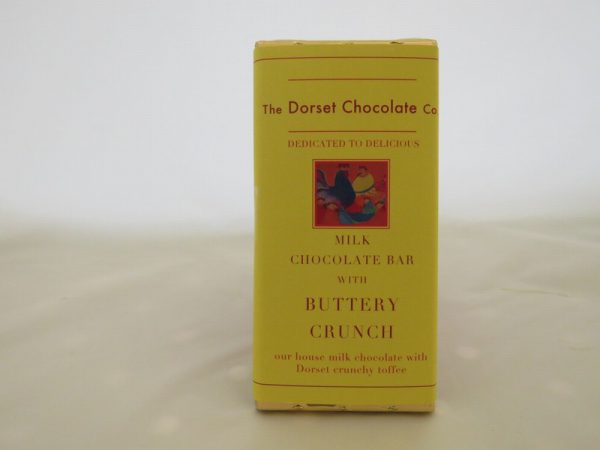 The Dorset Chocolate Co
DEDICATED TO DELICIOUS
MILK
CHOCOLATE BAR
WITH
BUTTERY
CRUNCH
our house milk chocolate with
Dorset crunchy toffee